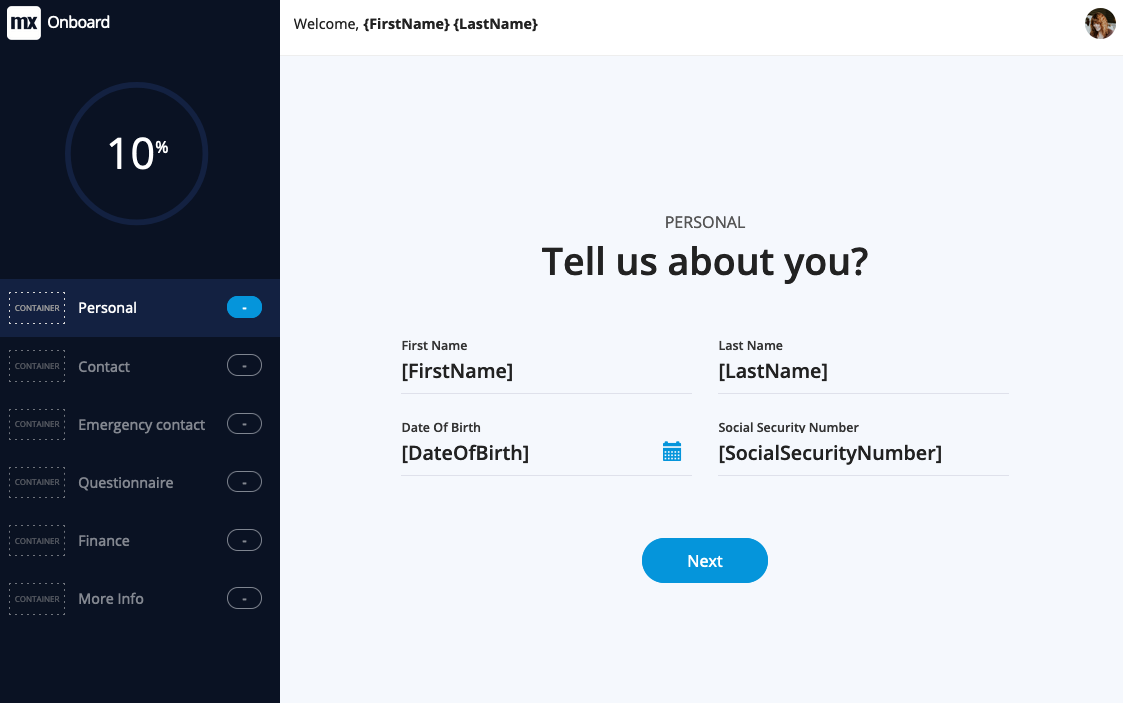 mx Onboard
Welcome, {FirstName} {LastName}
10%
CONTAINER Personal -
CONTAINER Contact -
CONTAINER Emergency contact -
CONTAINER Questionnaire -
CONTAINER Finance -
CONTAINER More Info -
PERSONAL
Tell us about you?
First Name
[FirstName]
Last Name
[LastName]
Date Of Birth
[DateOfBirth]
Social Security Number
[SocialSecurityNumber]
Next